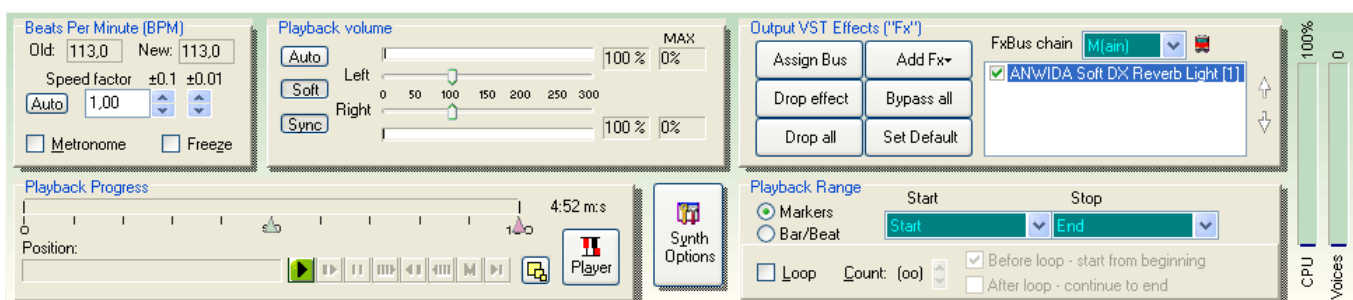 Beats Per Minute (BPM)
Old: 113,0 New: 113,0
Speed factor ±0.1 ±0.01
Auto 1,00
Metronome Freeze
Playback volume
MAX
Auto 100 % 0%
Left
Soft 0 50 100 150 200 250 300
Right
Sync 100 % 0%
Output VST Effects ("Fx")
Assign Bus Add Fx
Drop effect Bypass all
Drop all Set Default
FxBus chain M(ain)
ANWIDA Soft DX Reverb Light [1]
100%
0
CPU
Voices
Playback Progress
4:52 m:s
0 1
Position:
M
Player
Synth
Options
Playback Range
Start Stop
Markers
Bar/Beat
Start End
Loop Count: (oo)
Before loop - start from beginning
After loop - continue to end